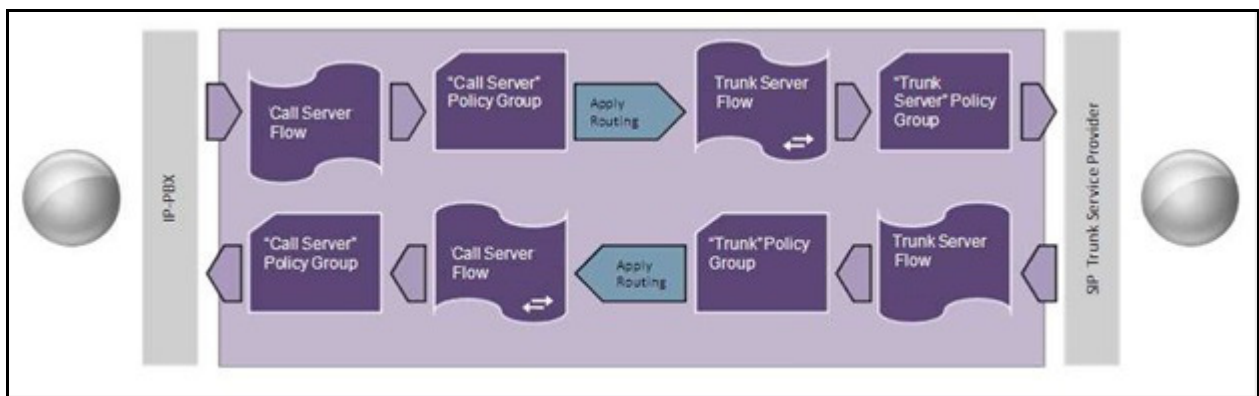 IP-PBX
'Call Server
Flow
"Call Server"
Policy Group
Apply
Routing
Trunk Server
Flow
"Trunk
Server" Policy
Group
SIP Trunk Service Provider
"Call Server"
Policy Group
'Call Server
Flow
Apply
Routing
"Trunk" Policy
Group
Trunk Server
Flow